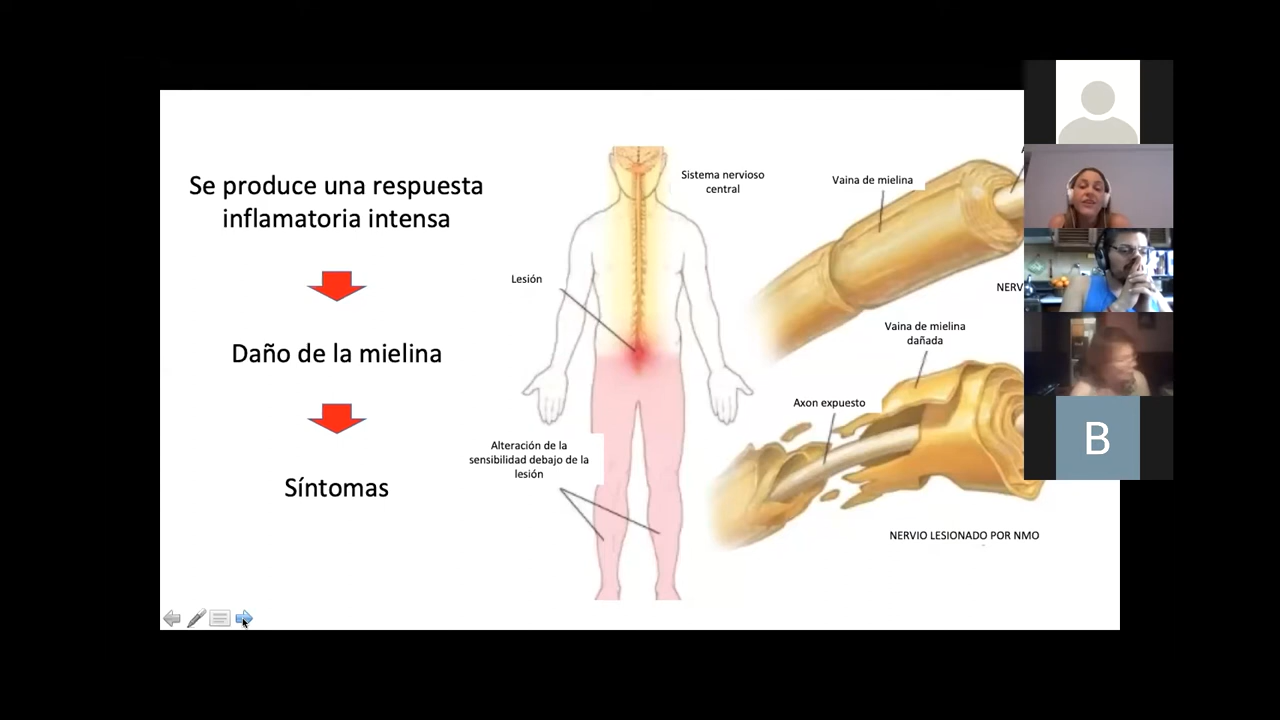 Se produce una respuesta
inflamatoria intensa
Daño de la mielina
Síntomas
Sistema nervioso
central
Lesión
Alteración de la
sensibilidad debajo de la
lesión
Vaina de mielina
Vaina de mielina
dañada
Axon expuesto
NERVIO LESIONADO POR NMO
B